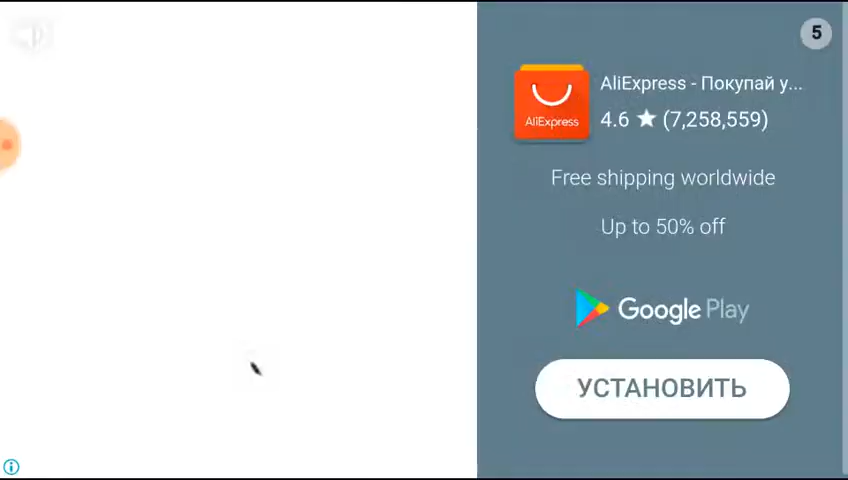 5
AliExpress - Покупай у...
AliExpress
4.6 ★ (7,258,559)
Free shipping worldwide
Up to 50% off
Google Play
УСТАНОВИТЬ